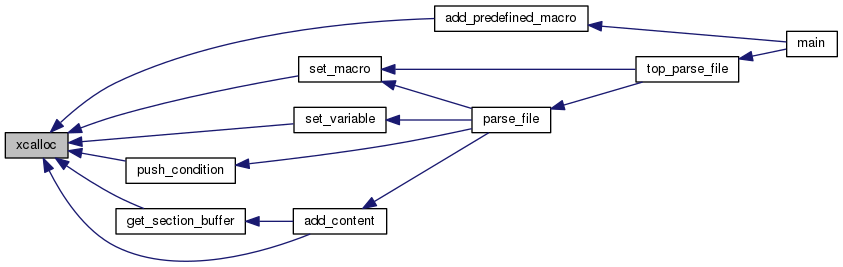 add_predefined_macro
main
set_macro
top_parse_file
set_variable
parse_file
xcalloc
push_condition
get_section_buffer
add_content